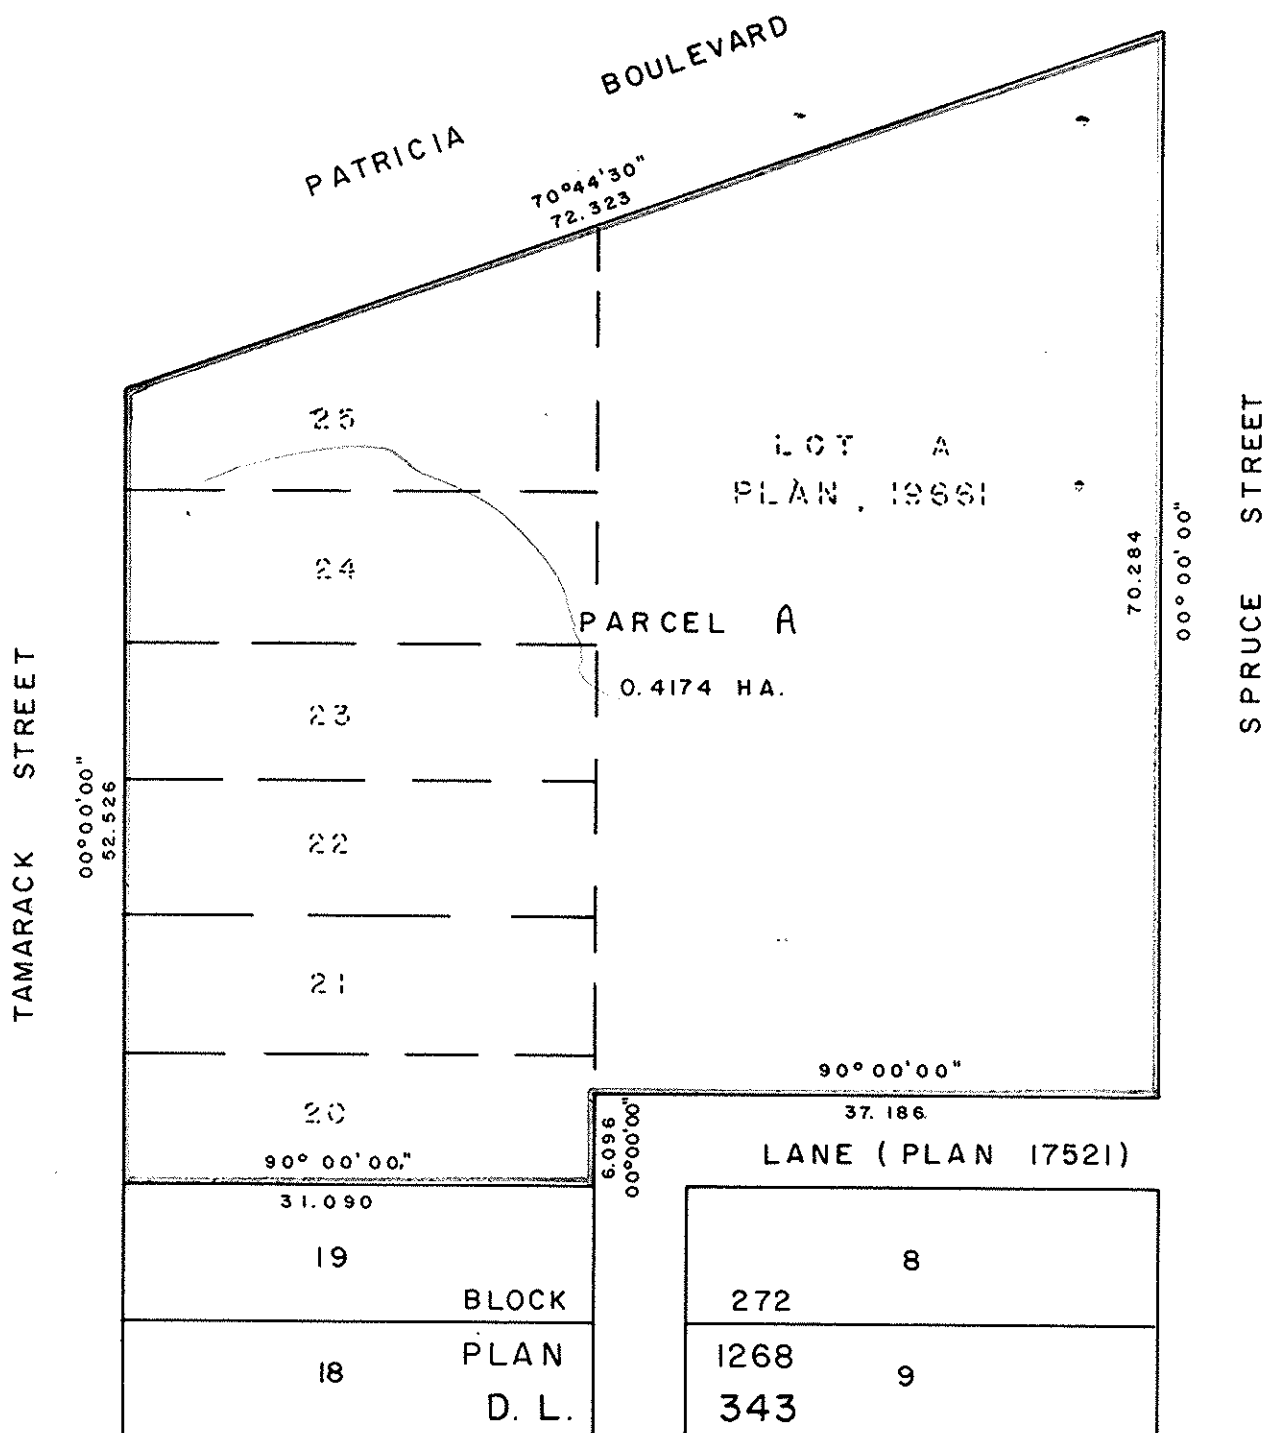 PATRICIA BOULEVARD
70°44'30"
72.323
25
LOT A
PLAN, 19661
24
PARCEL A
0.4174 HA.
23
22
21
20
TAMARACK STREET
00°00'00"
52.526
SPRUCE STREET
70.284
00°00'00"
90°00'00"
37.186
6.096
00°00'00"
90°00'00"
31.090
LANE (PLAN 17521)
19
8
BLOCK 272
18
PLAN 1268
9
D. L. 343